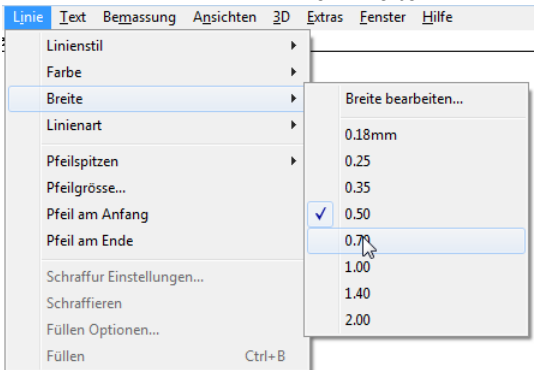 Linie Text Bemassung Ansichten 3D Extras Fenster Hilfe
Linienstil
Farbe
Breite
Linienart
Pfeilspitzen
Pfeilgrösse...
Pfeil am Anfang
Pfeil am Ende
Schraffur Einstellungen...
Schraffieren
Füllen Optionen...
Füllen Ctrl+B
Breite bearbeiten...
0.18mm
0.25
0.35
0.50
0.70
1.00
1.40
2.00